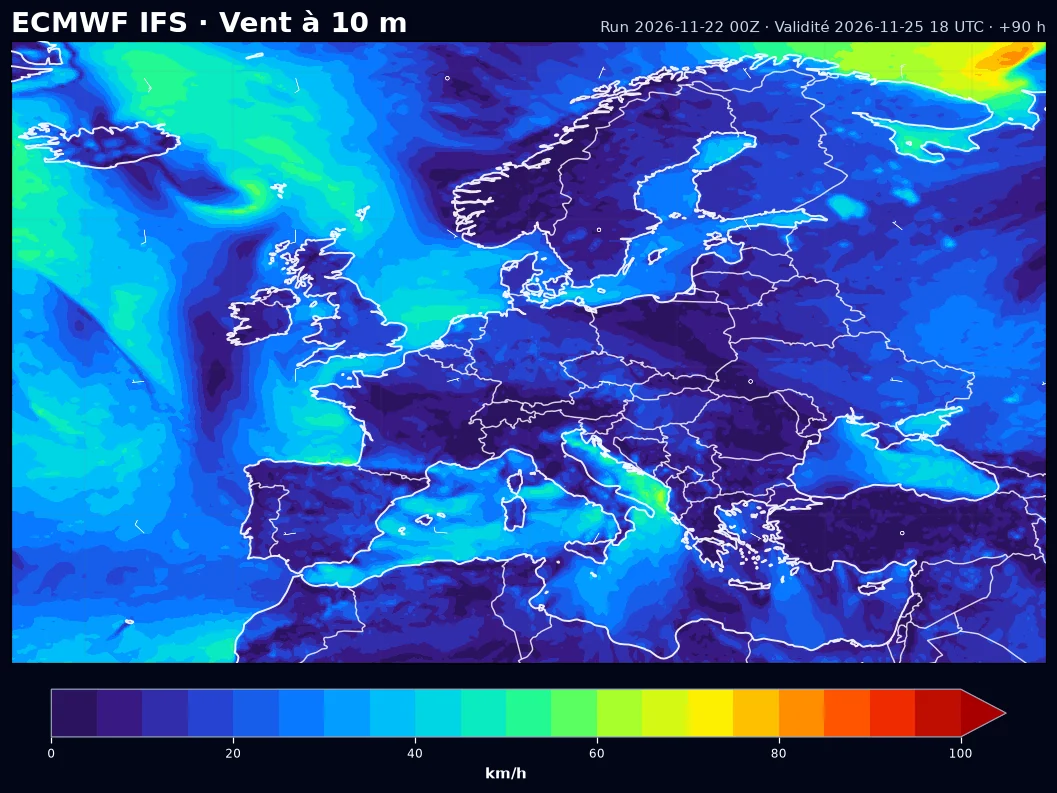 ECMWF IFS · Vent à 10 m
Run 2026-11-22 00Z · Validité 2026-11-25 18 UTC · +90 h
0 20 40 60 80 100
km/h